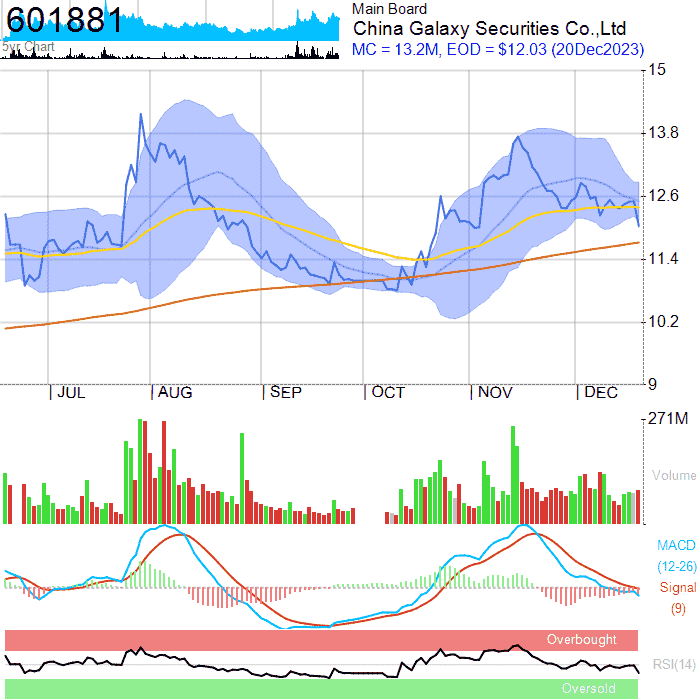 601881
5yr Chart
Main Board
China Galaxy Securities Co.,Ltd
MC = 13.2M, EOD = $12.03 (20Dec2023)
15
13.8
12.6
11.4
10.2
9
JUL AUG SEP OCT NOV DEC
271M
Volume
MACD
(12-26)
Signal
(9)
Overbought
RSI(14)
Oversold